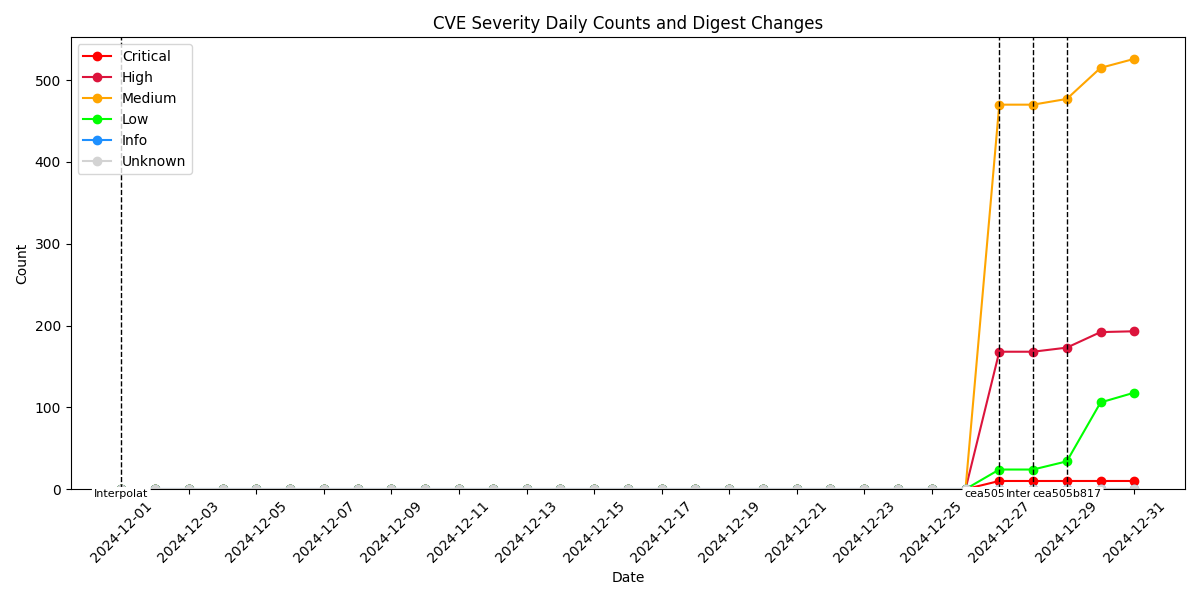 CVE Severity Daily Counts and Digest Changes
Critical
High
Medium
Low
Info
Unknown
Count
500
400
300
200
100
0
Interpolat
cea505
Inter
cea505b817
2024-12-01
2024-12-03
2024-12-05
2024-12-07
2024-12-09
2024-12-11
2024-12-13
2024-12-15
2024-12-17
2024-12-19
2024-12-21
2024-12-23
2024-12-25
2024-12-27
2024-12-29
2024-12-31
Date